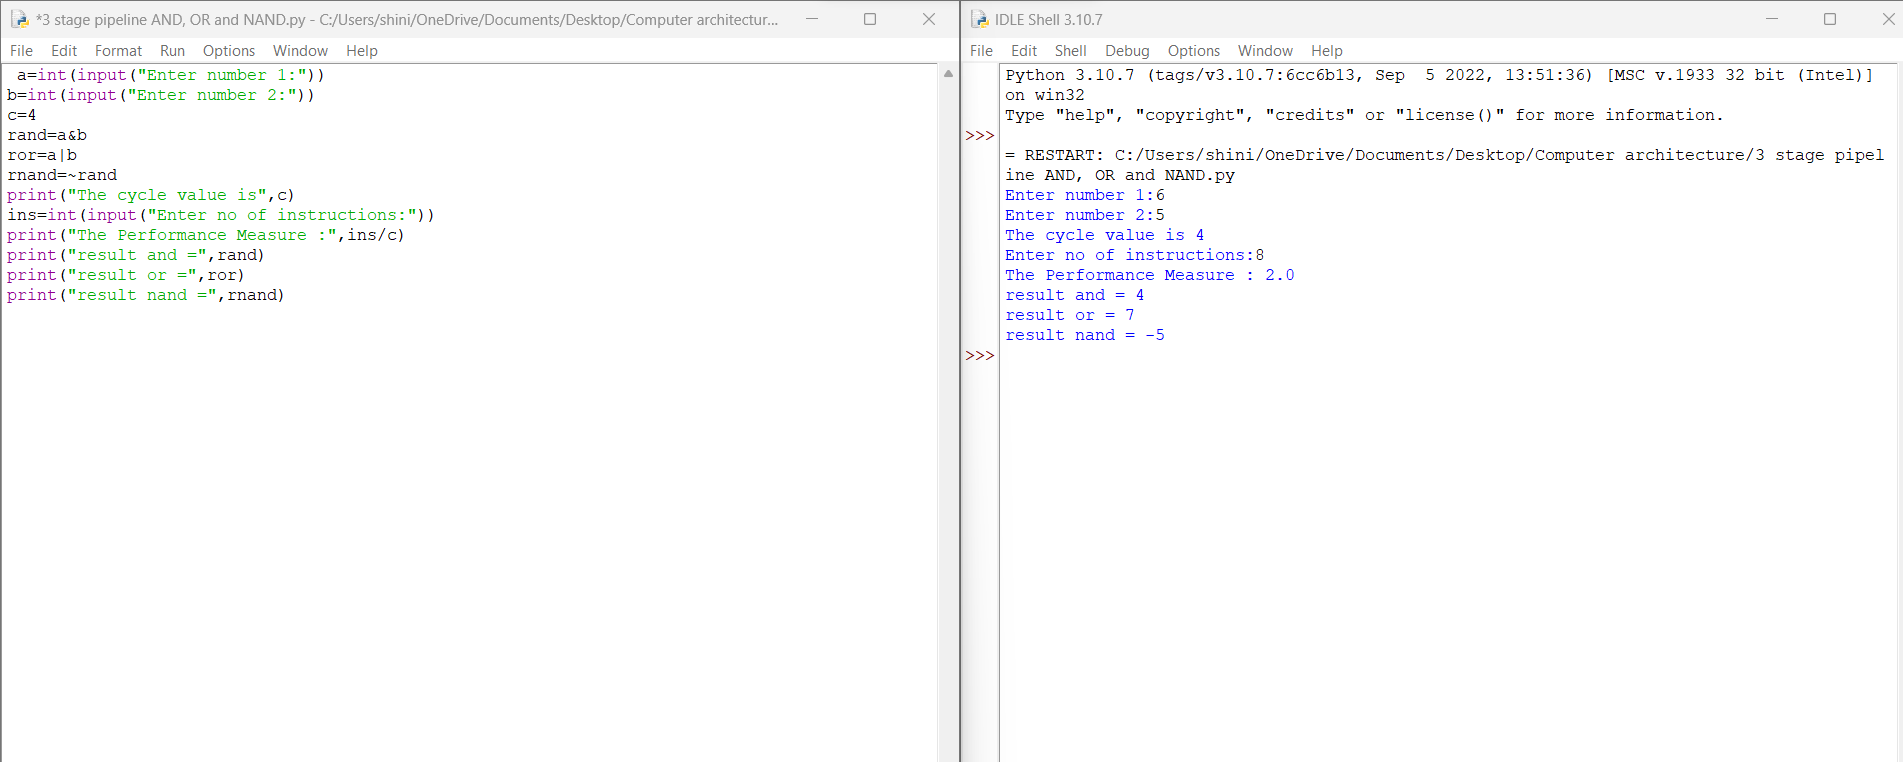 *3 stage pipeline AND, OR and NAND.py - C:/Users/shini/OneDrive/Documents/Desktop/Computer architectur...
File Edit Format Run Options Window Help
 a=int(input("Enter number 1:"))
b=int(input("Enter number 2:"))
c=4
rand=a&b
ror=a|b
rnand=~rand
print("The cycle value is",c)
ins=int(input("Enter no of instructions:"))
print("The Performance Measure :",ins/c)
print("result and =",rand)
print("result or =",ror)
print("result nand =",rnand)
IDLE Shell 3.10.7
File Edit Shell Debug Options Window Help
Python 3.10.7 (tags/v3.10.7:6cc6b13, Sep  5 2022, 13:51:36) [MSC v.1933 32 bit (Intel)]
on win32
Type "help", "copyright", "credits" or "license()" for more information.
>>>
= RESTART: C:/Users/shini/OneDrive/Documents/Desktop/Computer architecture/3 stage pipel
ine AND, OR and NAND.py
Enter number 1:6
Enter number 2:5
The cycle value is 4
Enter no of instructions:8
The Performance Measure : 2.0
result and = 4
result or = 7
result nand = -5
>>>